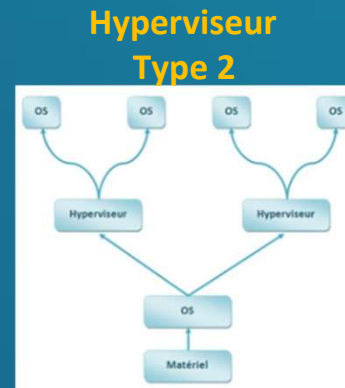 Hyperviseur
Type 2
OS OS OS OS
Hyperviseur Hyperviseur
OS
Matériel